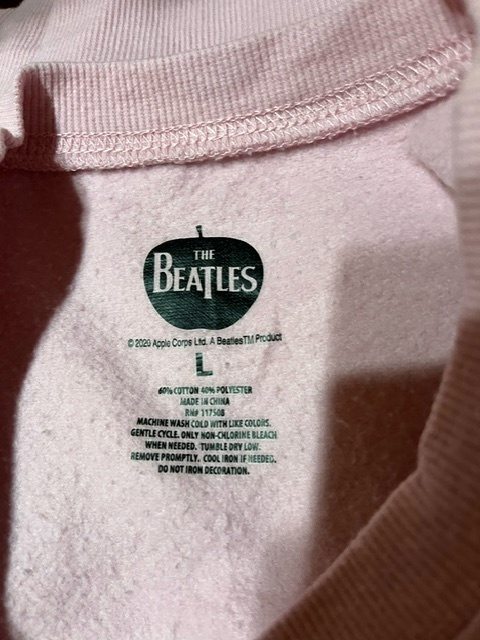 THE
BEATLES
© 2020 Apple Corps Ltd. A Beatles™ Product
L
60% COTTON 40% POLYESTER
MADE IN CHINA
RN# 117508
MACHINE WASH COLD WITH LIKE COLORS.
GENTLE CYCLE. ONLY NON-CHLORINE BLEACH
WHEN NEEDED. TUMBLE DRY LOW.
REMOVE PROMPTLY. COOL IRON IF NEEDED.
DO NOT IRON DECORATION.